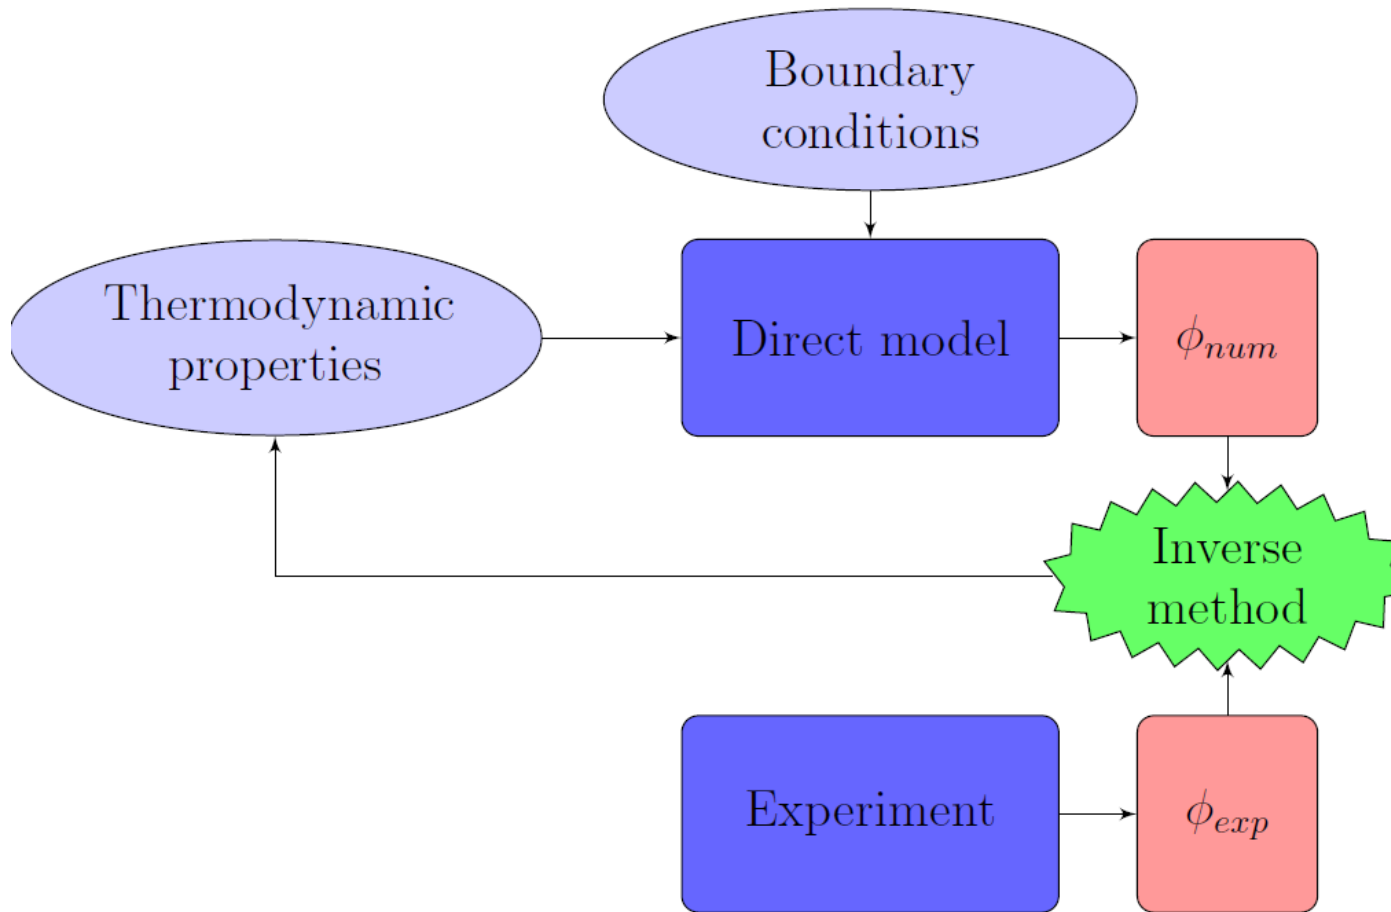 Boundary
conditions
Thermodynamic
properties
Direct model
ϕnum
Inverse
method
Experiment
ϕexp